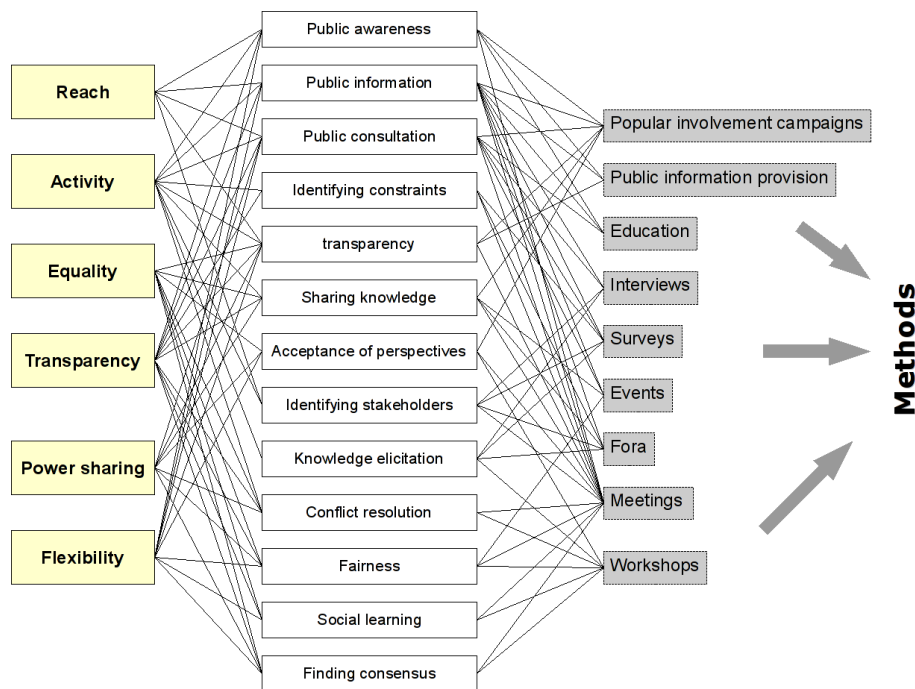 Reach
Activity
Equality
Transparency
Power sharing
Flexibility
Public awareness
Public information
Public consultation
Identifying constraints
transparency
Sharing knowledge
Acceptance of perspectives
Identifying stakeholders
Knowledge elicitation
Conflict resolution
Fairness
Social learning
Finding consensus
Popular involvement campaigns
Public information provision
Education
Interviews
Surveys
Events
Fora
Meetings
Workshops
Methods